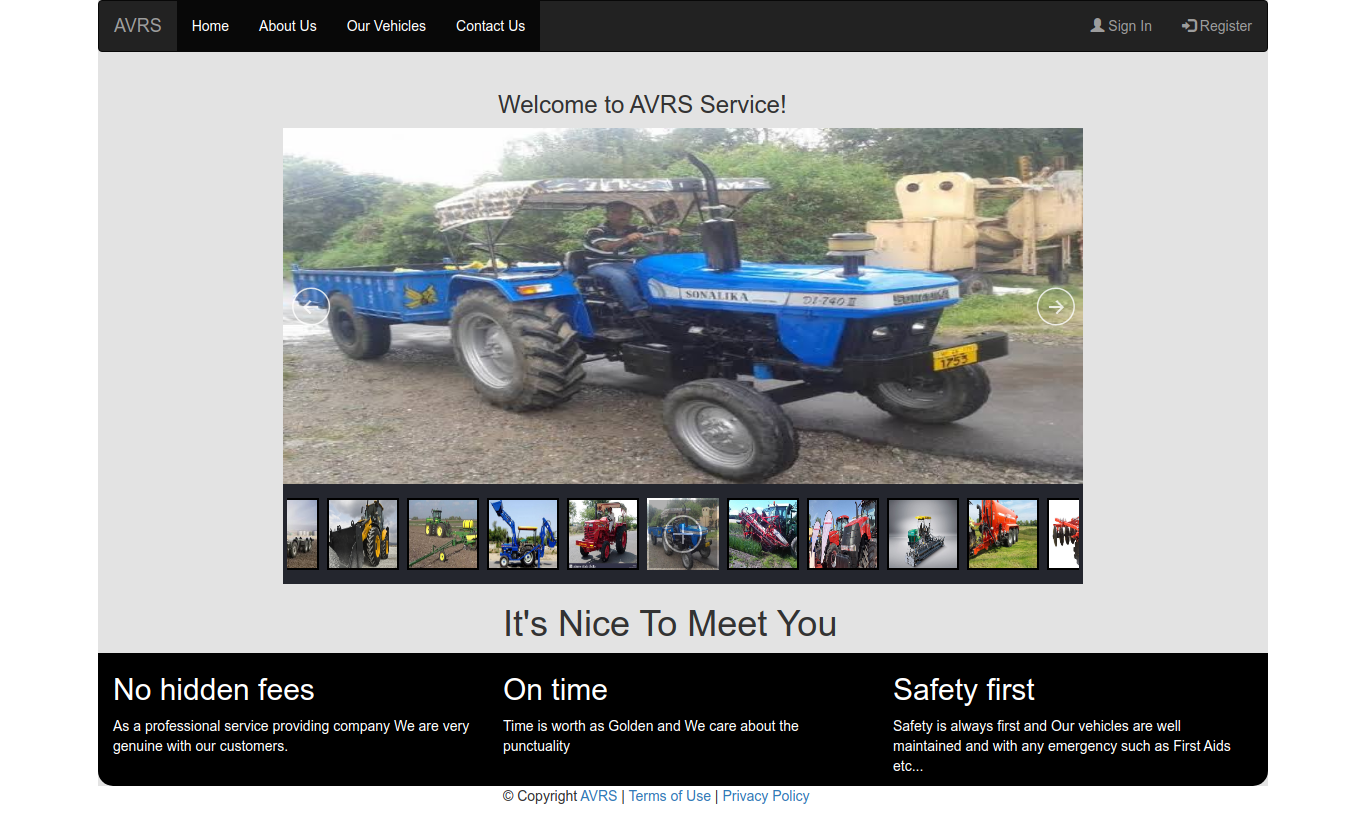 AVRS Home About Us Our Vehicles Contact Us Sign In Register
Welcome to AVRS Service!
SONALIKA DI-740 III SONALIKA
1753
It's Nice To Meet You
No hidden fees
As a professional service providing company We are very
genuine with our customers.
On time
Time is worth as Golden and We care about the
punctuality
Safety first
Safety is always first and Our vehicles are well
maintained and with any emergency such as First Aids
etc...
© Copyright AVRS | Terms of Use | Privacy Policy